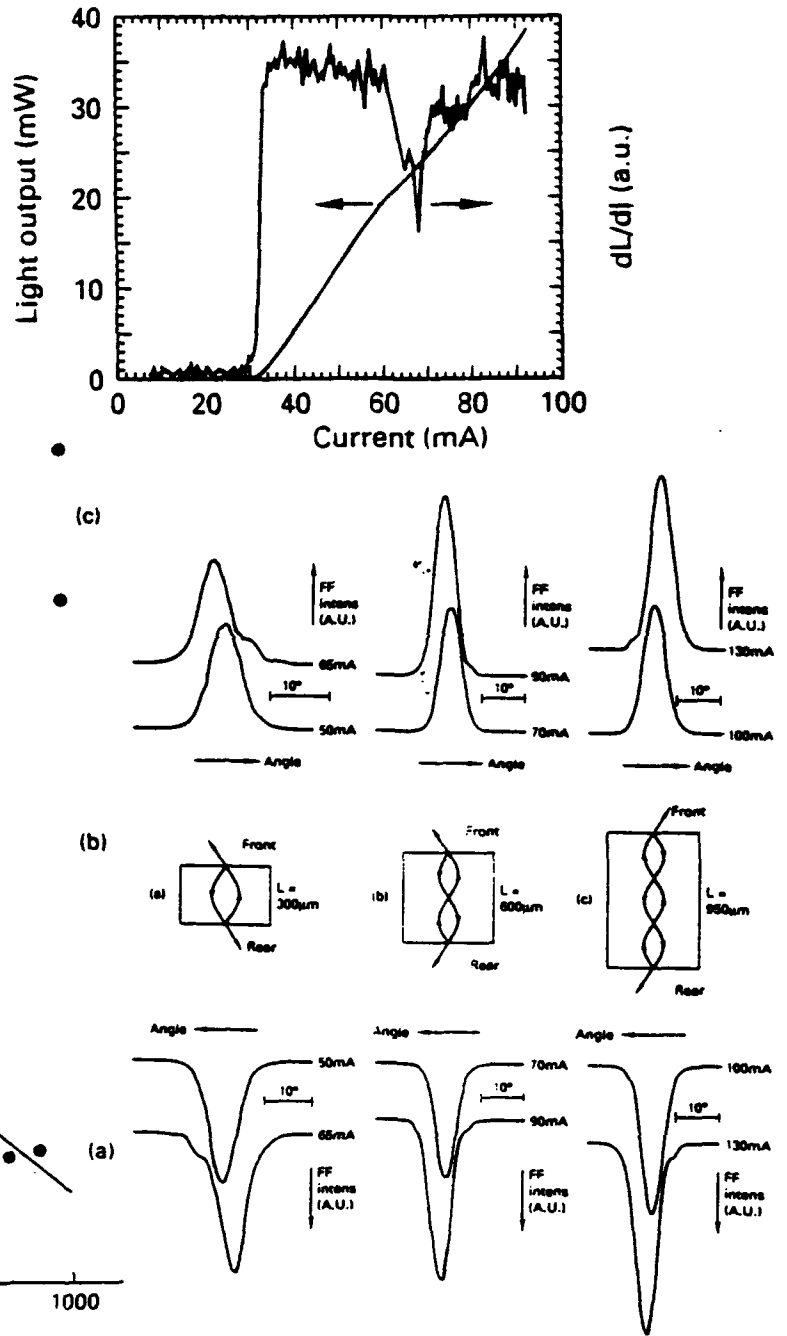 40
30
20
10
0
Light output (mW)
dL/dI (a.u.)
0 20 40 60 80 100
Current (mA)
(c)
FF intens (A.U.)
65mA
10°
50mA
Angle
FF intens (A.U.)
90mA
10°
70mA
Angle
FF intens (A.U.)
130mA
10°
100mA
Angle
(b)
Front
(a)
L = 300μm
Rear
Front
(b)
L = 600μm
Rear
Front
(c)
L = 950μm
Rear
Angle
50mA
10°
65mA
FF intens (A.U.)
Angle
70mA
10°
90mA
FF intens (A.U.)
Angle
100mA
10°
130mA
FF intens (A.U.)
(a)
1000